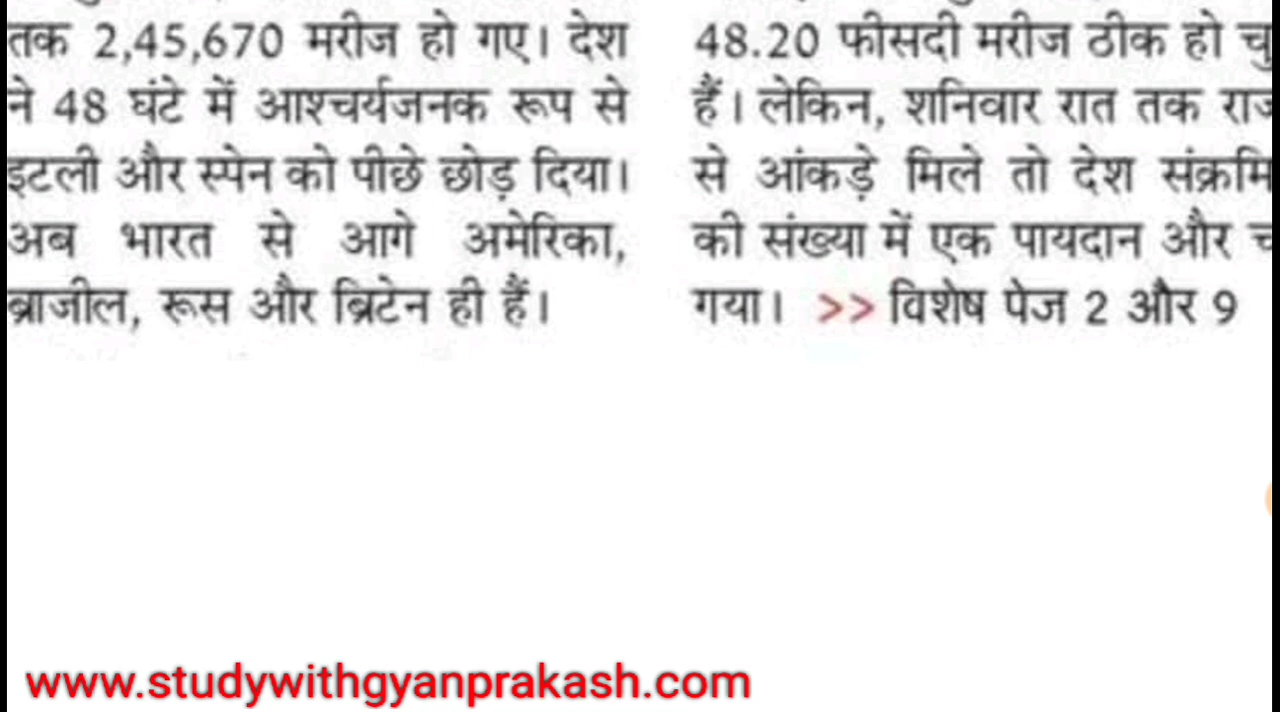 तक 2,45,670 मरीज हो गए। देश
ने 48 घंटे में आश्चर्यजनक रूप से
इटली और स्पेन को पीछे छोड़ दिया।
अब भारत से आगे अमेरिका,
ब्राजील, रूस और ब्रिटेन ही हैं।
48.20 फीसदी मरीज ठीक हो
हैं। लेकिन, शनिवार रात तक
से आंकड़े मिले तो देश
की संख्या में एक पायदान और
गया। >> विशेष पेज 2 और 9
www.studywithgyanprakash.com